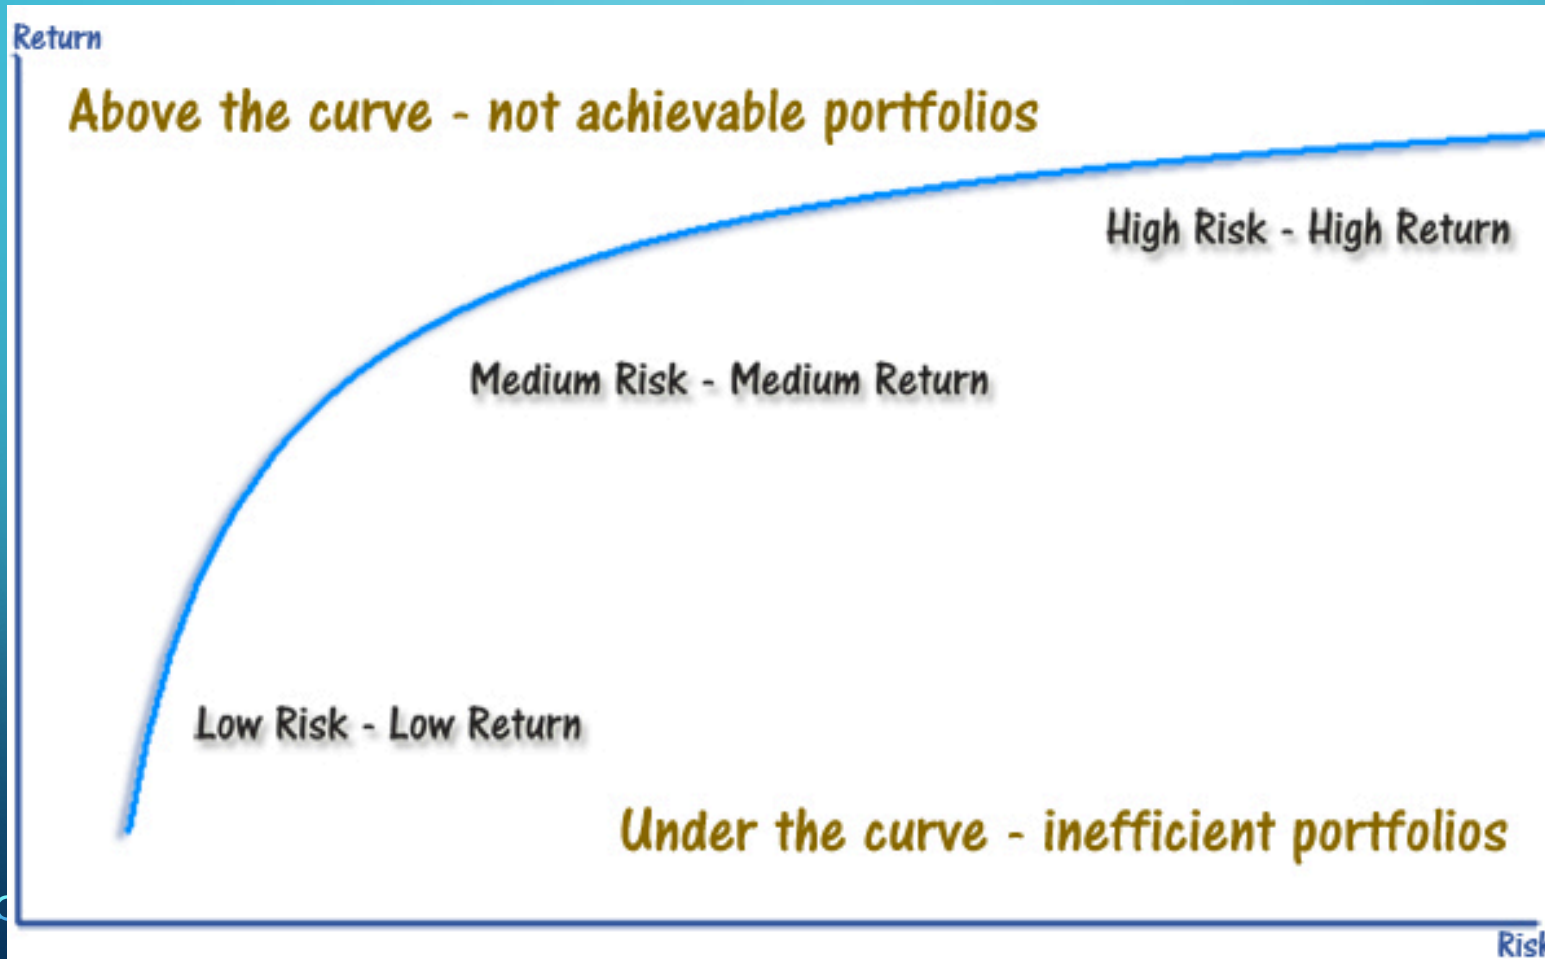 Return
Above the curve - not achievable portfolios
High Risk - High Return
Medium Risk - Medium Return
Low Risk - Low Return
Under the curve - inefficient portfolios
Risk